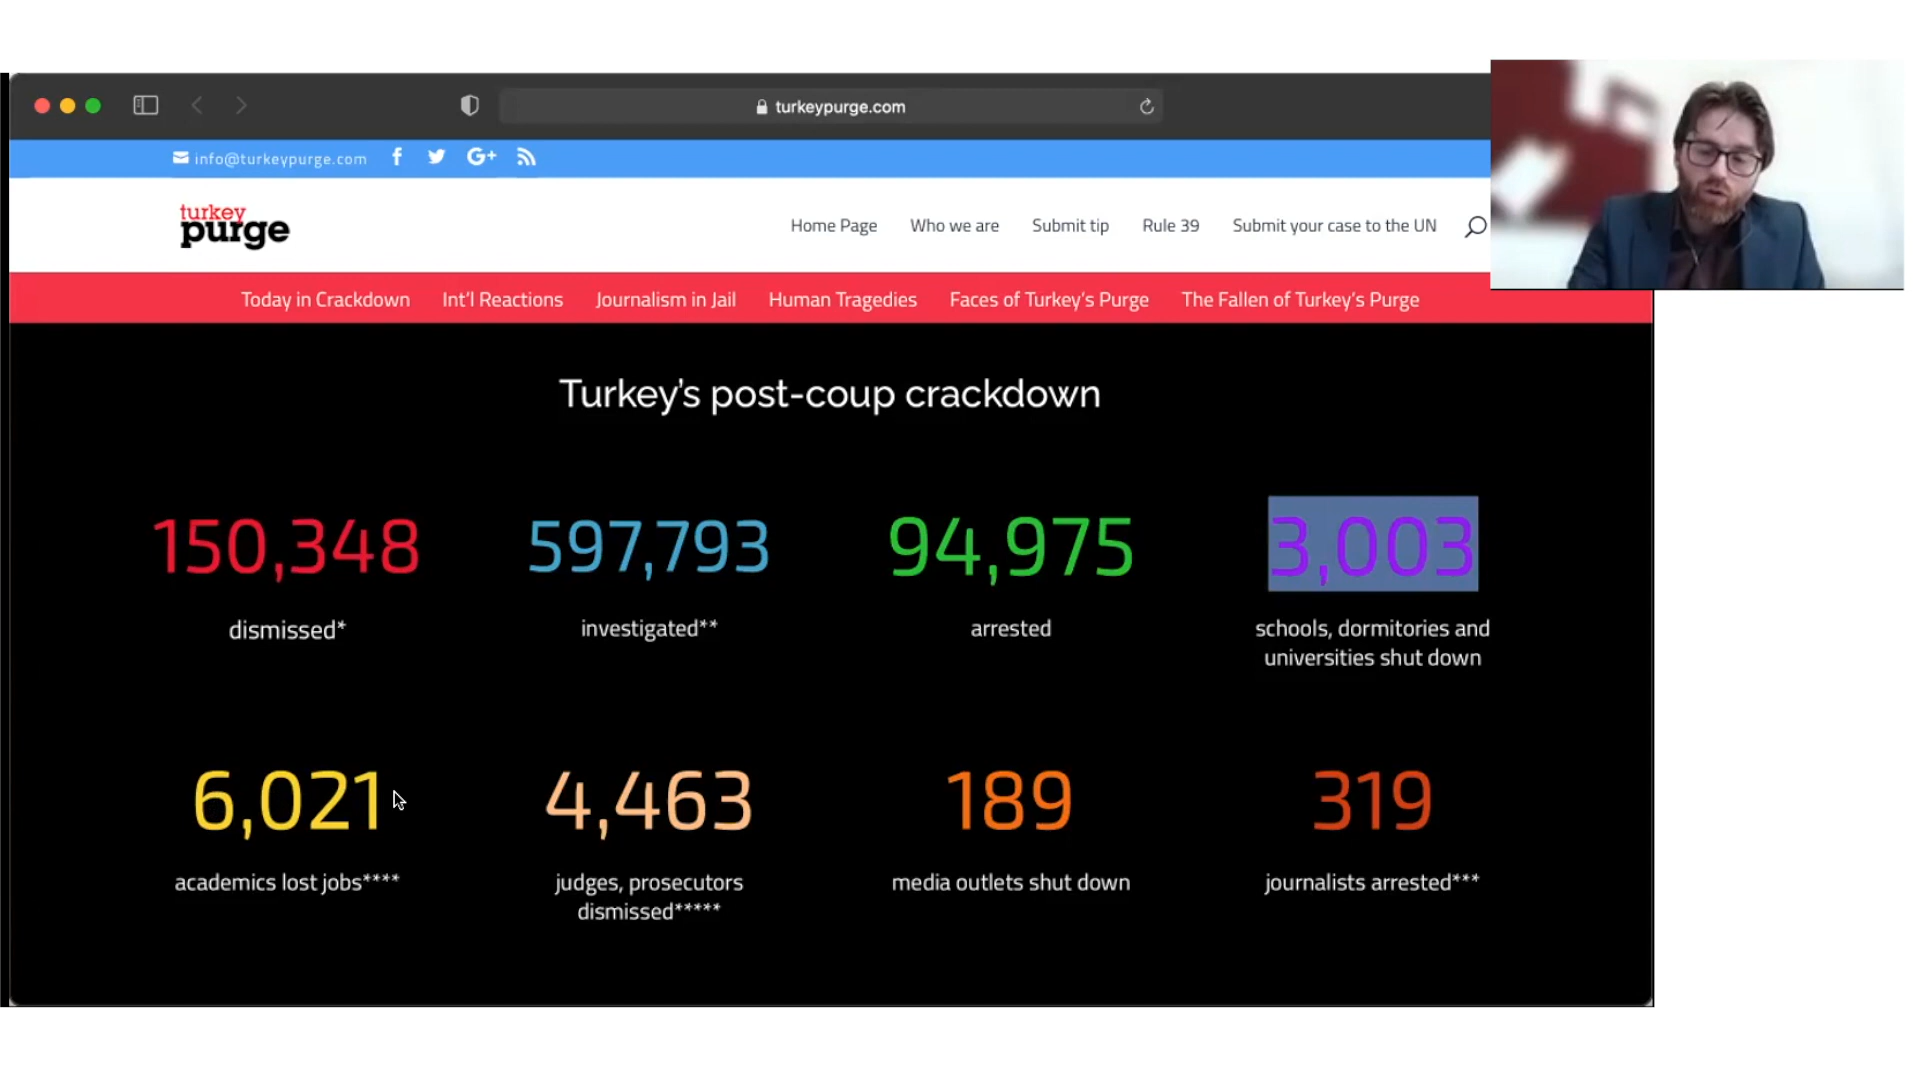 turkeypurge.com
info@turkeypurge.com
turkey
purge
Home Page Who we are Submit tip Rule 39 Submit your case to the UN
Today in Crackdown Int'l Reactions Journalism in Jail Human Tragedies Faces of Turkey's Purge The Fallen of Turkey's Purge
Turkey's post-coup crackdown
150,348 597,793 94,975 3,003
dismissed* investigated** arrested schools, dormitories and
universities shut down
6,021 4,463 189 319
academics lost jobs**** judges, prosecutors media outlets shut down journalists arrested***
dismissed*****